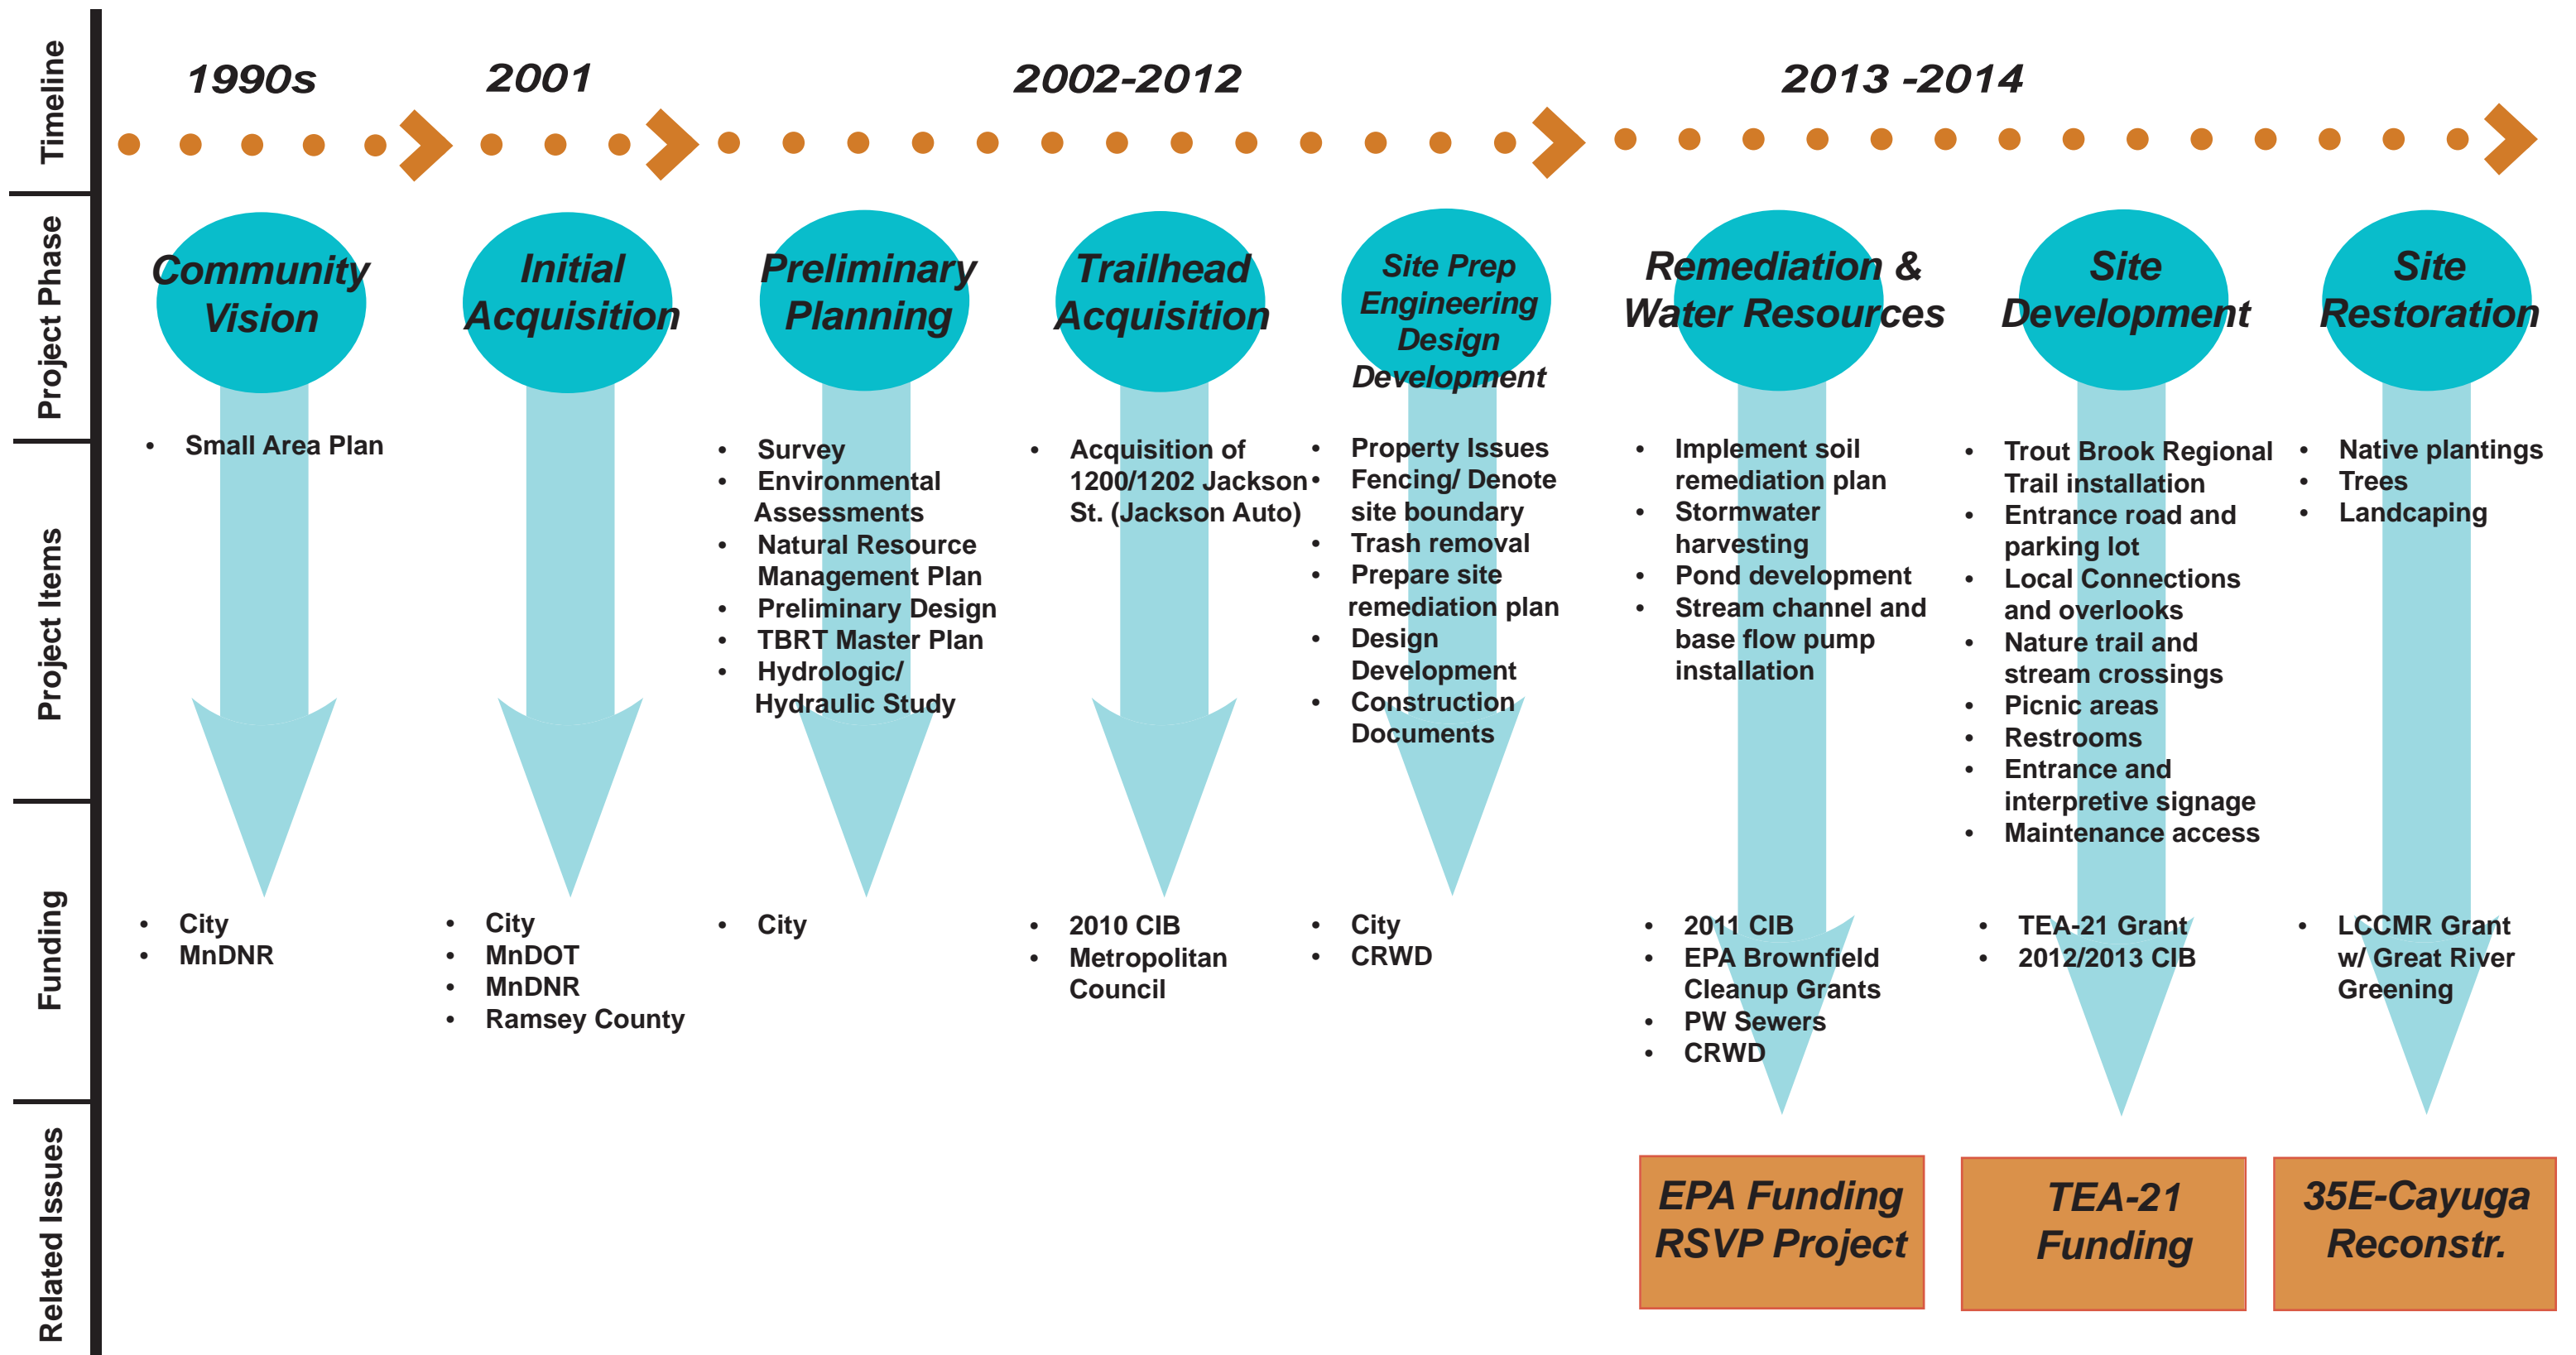 Timeline
1990s
2001
2002-2012
2013 -2014
Project Phase
Community
Vision
Initial
Acquisition
Preliminary
Planning
Trailhead
Acquisition
Site Prep
Engineering
Design
Development
Remediation &
Water Resources
Site
Development
Site
Restoration
Project Items
• Small Area Plan
• Survey
• Environmental
Assessments
• Natural Resource
Management Plan
• Preliminary Design
• TBRT Master Plan
• Hydrologic/
Hydraulic Study
• Acquisition of
1200/1202 Jackson
St. (Jackson Auto)
• Property Issues
• Fencing/ Denote
site boundary
• Trash removal
• Prepare site
remediation plan
• Design
Development
• Construction
Documents
• Implement soil
remediation plan
• Stormwater
harvesting
• Pond development
• Stream channel and
base flow pump
installation
• Trout Brook Regional
Trail installation
• Entrance road and
parking lot
• Local Connections
and overlooks
• Nature trail and
stream crossings
• Picnic areas
• Restrooms
• Entrance and
interpretive signage
• Maintenance access
• Native plantings
• Trees
• Landcaping
Funding
• City
• MnDNR
• City
• MnDOT
• MnDNR
• Ramsey County
• City
• 2010 CIB
• Metropolitan
Council
• City
• CRWD
• 2011 CIB
• EPA Brownfield
Cleanup Grants
• PW Sewers
• CRWD
• TEA-21 Grant
• 2012/2013 CIB
• LCCMR Grant
w/ Great River
Greening
Related Issues
EPA Funding
RSVP Project
TEA-21
Funding
35E-Cayuga
Reconstr.